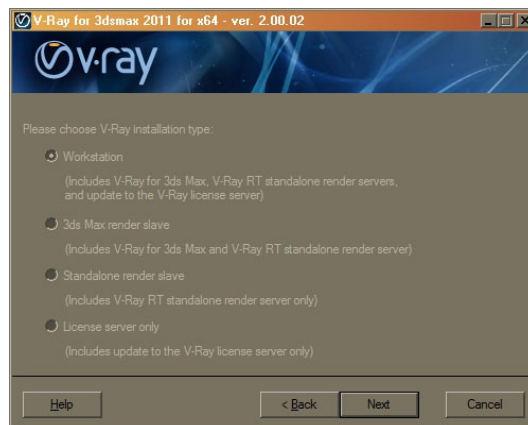 V-Ray for 3dsmax 2011 for x64 - ver. 2.00.02
v·ray
Please choose V-Ray installation type:
Workstation
(Includes V-Ray for 3ds Max, V-Ray RT standalone render servers,
and update to the V-Ray license server)
3ds Max render slave
(Includes V-Ray for 3ds Max and V-Ray RT standalone render server)
Standalone render slave
(Includes V-Ray RT standalone render server only)
License server only
(Includes update to the V-Ray license server only)
Help < Back Next Cancel